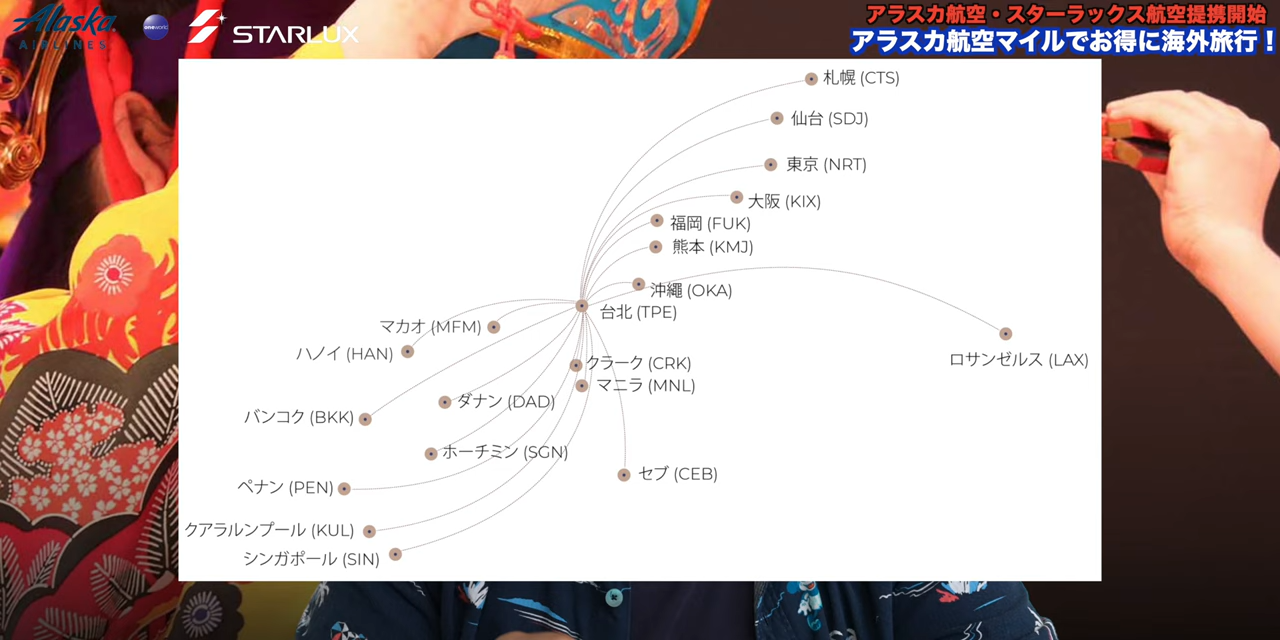 Alaska
AIRLINES
oneworld
STARLUX
アラスカ航空・スターラックス航空提携開始
アラスカ航空マイルでお得に海外旅行！
札幌 (CTS)
仙台 (SDJ)
東京 (NRT)
大阪 (KIX)
福岡 (FUK)
熊本 (KMJ)
沖繩 (OKA)
台北 (TPE)
マカオ (MFM)
ハノイ (HAN)
ロサンゼルス (LAX)
クラーク (CRK)
マニラ (MNL)
ダナン (DAD)
バンコク (BKK)
ホーチミン (SGN)
セブ (CEB)
ペナン (PEN)
クアラルンプール (KUL)
シンガポール (SIN)